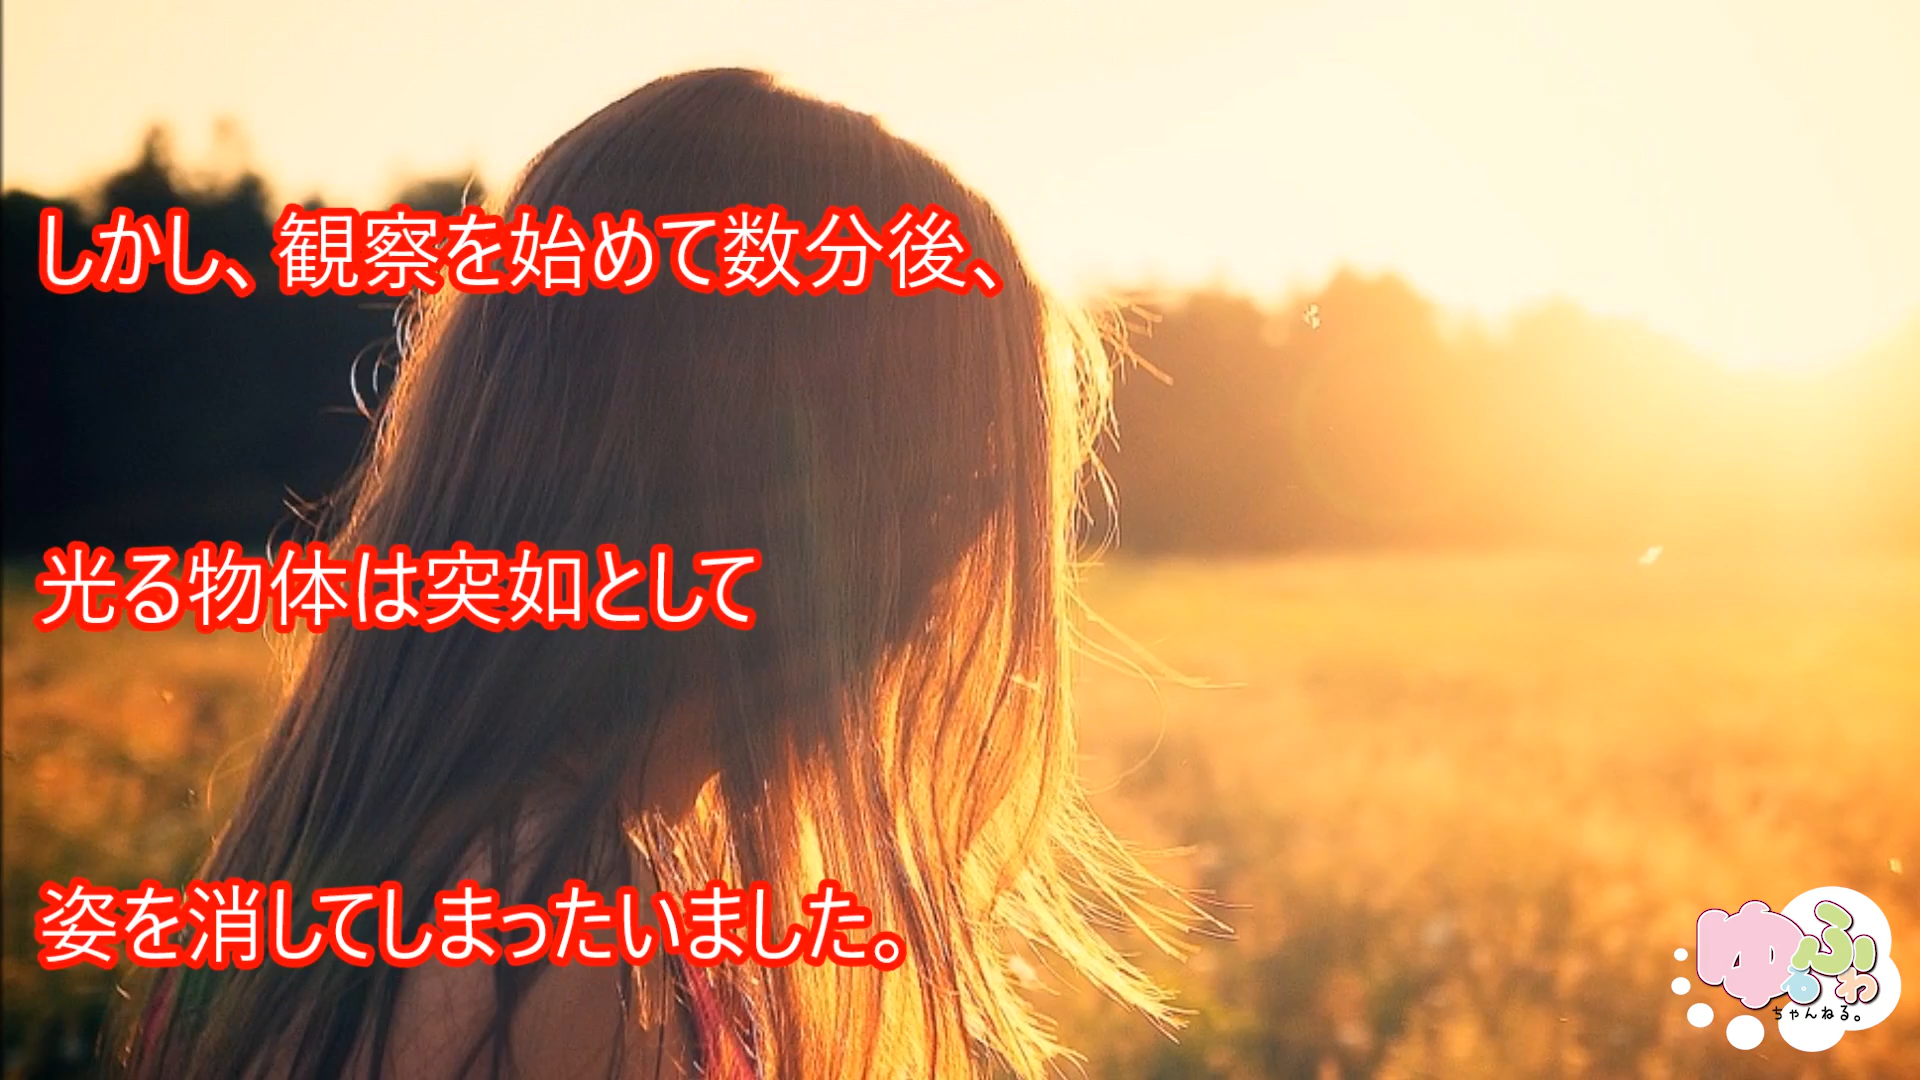 しかし、観察を始めて数分後、
光る物体は突如として
姿を消してしまったいました。
ゆるふわ
ちゃんねる。